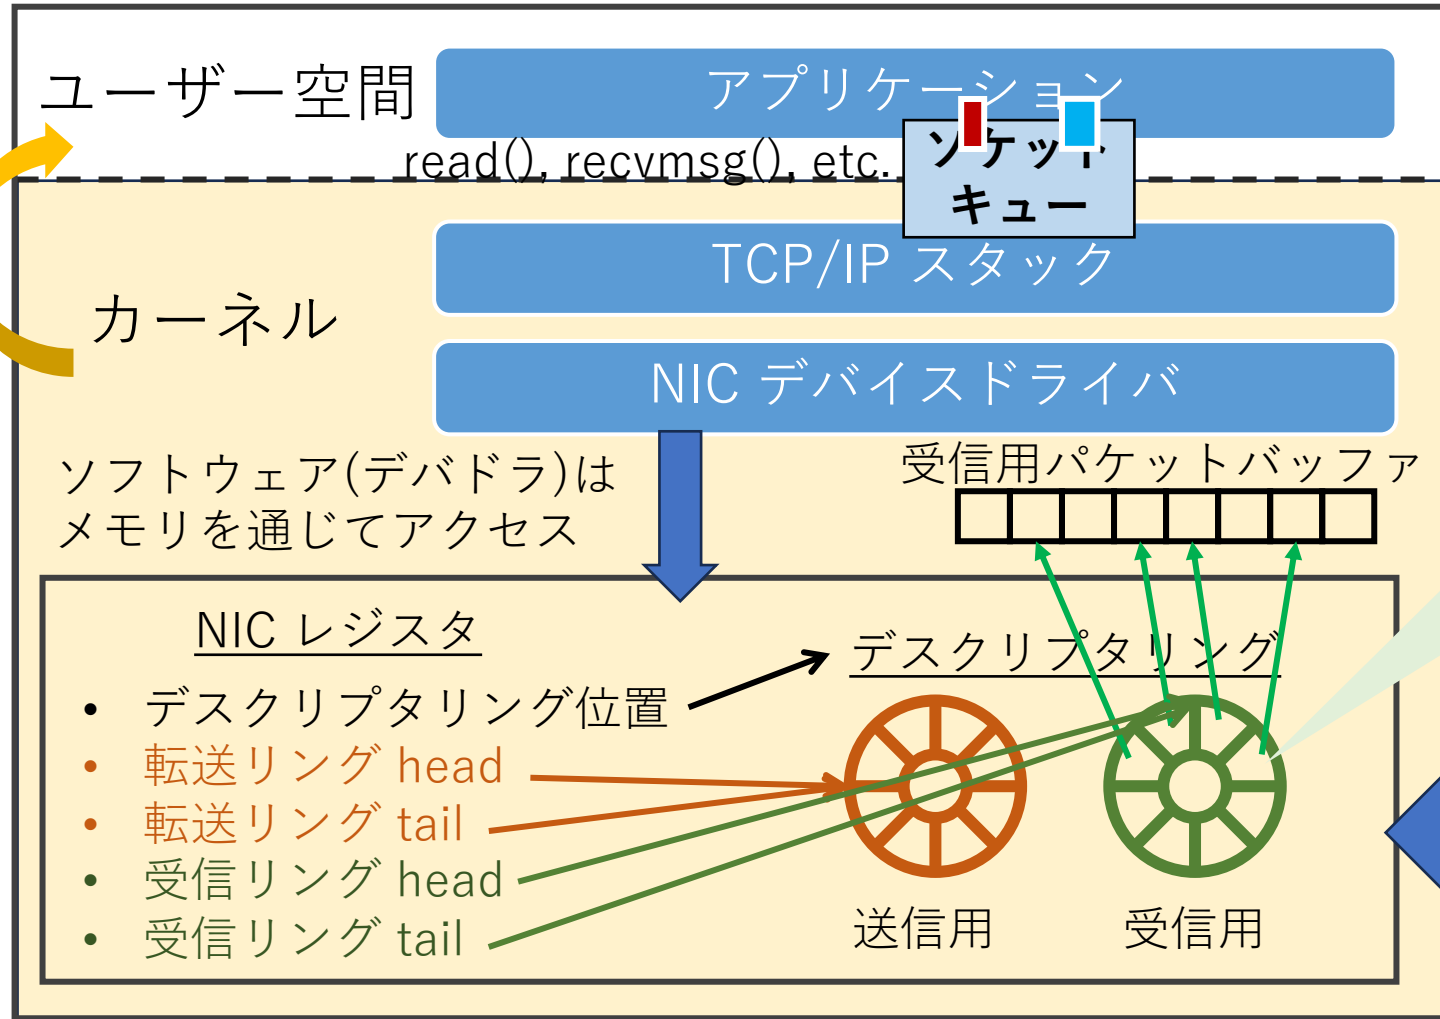 ユーザー空間
アプリケーション
read(), recvmsg(), etc.
ソケット
キュー
TCP/IP スタック
カーネル
NIC デバイスドライバ
ソフトウェア(デバドラ)は
メモリを通じてアクセス
受信用パケットバッファ
NIC レジスタ
• デスクリプタリング位置
• 転送リング head
• 転送リング tail
• 受信リング head
• 受信リング tail
デスクリプタリング
送信用
受信用